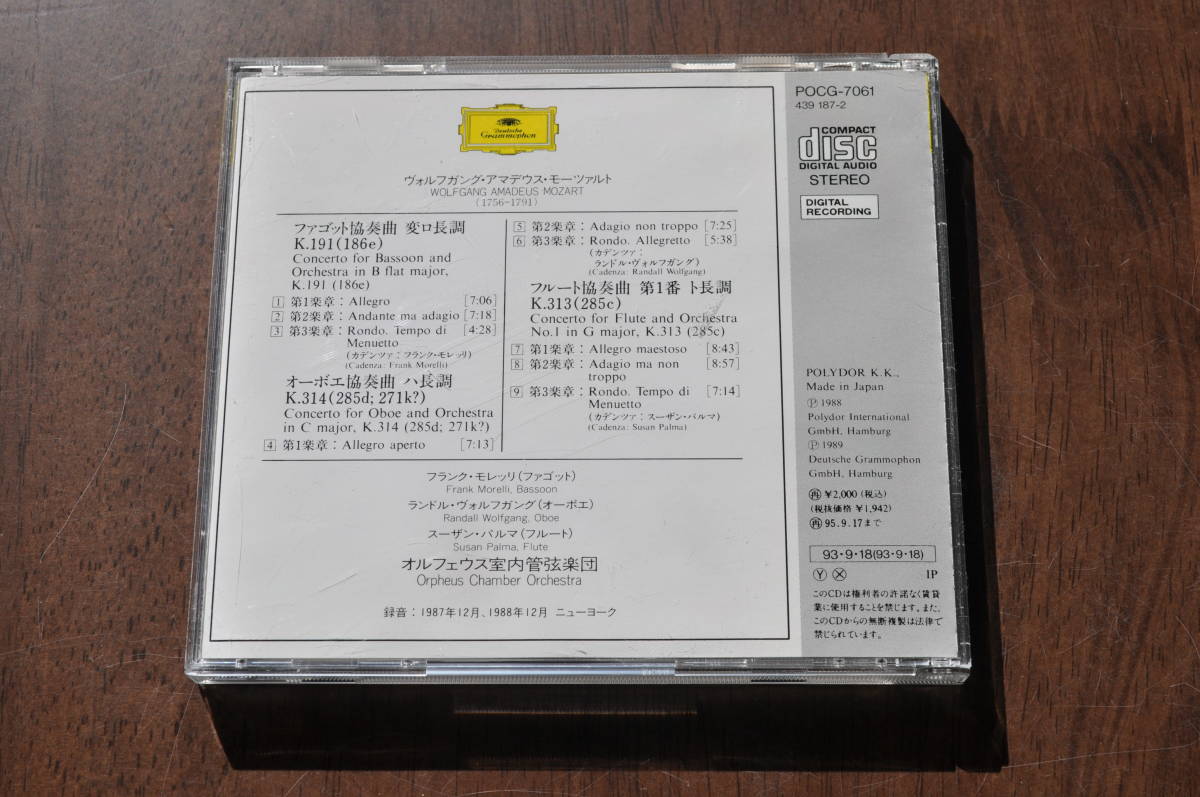 Deutsche
Grammophon
ヴォルフガング・アマデウス・モーツァルト
WOLFGANG AMADEUS MOZART
(1756-1791)
ファゴット協奏曲 変ロ長調
K.191(186e)
Concerto for Bassoon and
Orchestra in B flat major,
K.191 (186e)
1 第1楽章：Allegro [7:06]
2 第2楽章：Andante ma adagio [7:18]
3 第3楽章：Rondo. Tempo di [4:28]
Menuetto
(カデンツァ：フランク・モレッリ)
(Cadenza: Frank Morelli)
オーボエ協奏曲 ハ長調
K.314(285d; 271k?)
Concerto for Oboe and Orchestra
in C major, K.314 (285d; 271k?)
4 第1楽章：Allegro aperto [7:13]
5 第2楽章：Adagio non troppo [7:25]
6 第3楽章：Rondo. Allegretto [5:38]
(カデンツァ：
ランドル・ヴォルフガング)
(Cadenza: Randall Wolfgang)
フルート協奏曲 第1番 ト長調
K.313(285c)
Concerto for Flute and Orchestra
No.1 in G major, K.313 (285c)
7 第1楽章：Allegro maestoso [8:43]
8 第2楽章：Adagio ma non [8:57]
troppo
9 第3楽章：Rondo. Tempo di [7:14]
Menuetto
(カデンツァ：スーザン・パルマ)
(Cadenza: Susan Palma)
フランク・モレッリ(ファゴット)
Frank Morelli, Bassoon
ランドル・ヴォルフガング(オーボエ)
Randall Wolfgang, Oboe
スーザン・パルマ(フルート)
Susan Palma, Flute
オルフェウス室内管弦楽団
Orpheus Chamber Orchestra
録音：1987年12月、1988年12月 ニューヨーク
POCG-7061
439 187-2
COMPACT
disc
DIGITAL AUDIO
STEREO
DIGITAL
RECORDING
POLYDOR K.K.,
Made in Japan
Ⓟ 1988
Polydor International
GmbH, Hamburg
Ⓟ 1989
Deutsche Grammophon
GmbH, Hamburg
再 ¥2,000 (税込)
(税抜価格 ¥1,942)
再 95.9.17まで
93・9・18(93・9・18)
Ⓨ Ⓧ IP
このCDは権利者の許諾なく賃貸
業に使用することを禁じます。また、
このCDからの無断複製は法律で
禁じられています。